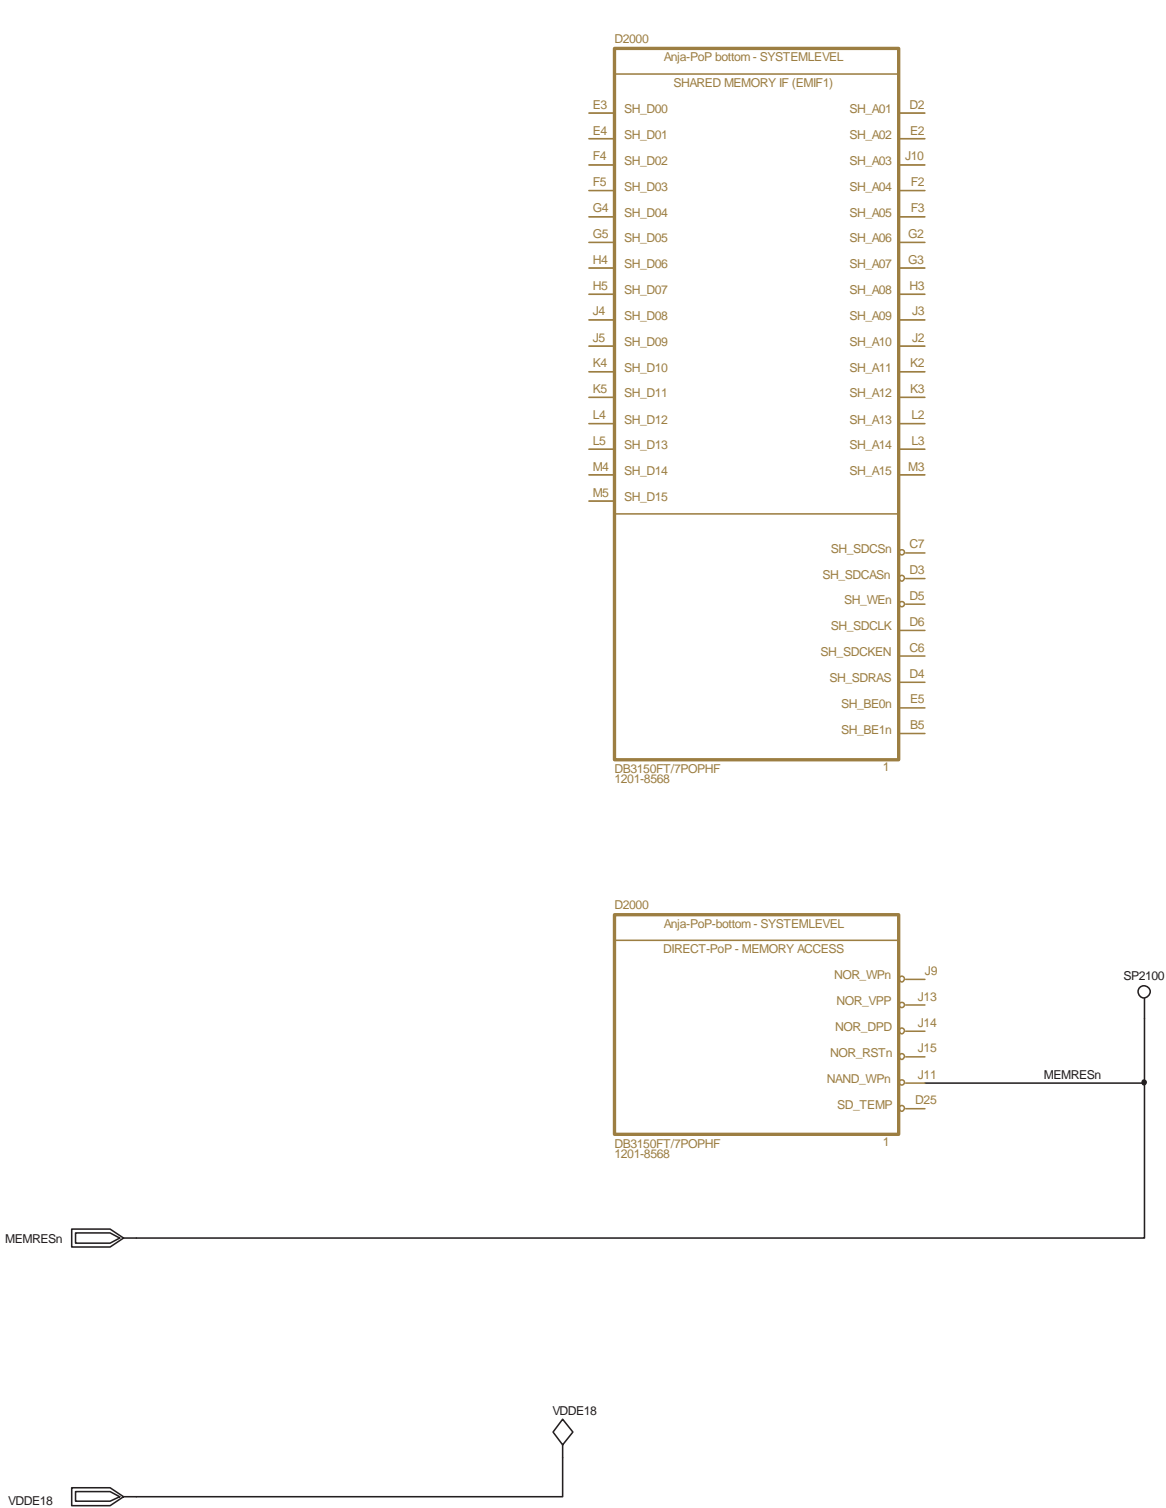 D2000
Anja-PoP bottom - SYSTEMLEVEL
SHARED MEMORY IF (EMIF1)
E3 SH_D00 SH_A01 D2
E4 SH_D01 SH_A02 E2
F4 SH_D02 SH_A03 J10
F5 SH_D03 SH_A04 F2
G4 SH_D04 SH_A05 F3
G5 SH_D05 SH_A06 G2
H4 SH_D06 SH_A07 G3
H5 SH_D07 SH_A08 H3
J4 SH_D08 SH_A09 J3
J5 SH_D09 SH_A10 J2
K4 SH_D10 SH_A11 K2
K5 SH_D11 SH_A12 K3
L4 SH_D12 SH_A13 L2
L5 SH_D13 SH_A14 L3
M4 SH_D14 SH_A15 M3
M5 SH_D15
SH_SDCSn C7
SH_SDCASn D3
SH_WEn D5
SH_SDCLK D6
SH_SDCKEN C6
SH_SDRAS D4
SH_BE0n E5
SH_BE1n B5
DB3150FT/7POPHF 1
1201-8568
D2000
Anja-PoP-bottom - SYSTEMLEVEL
DIRECT-PoP - MEMORY ACCESS
NOR_WPn J9
SP2100
NOR_VPP J13
NOR_DPD J14
NOR_RSTn J15
NAND_WPn J11 MEMRESn
SD_TEMP D25
DB3150FT/7POPHF 1
1201-8568
MEMRESn
VDDE18
VDDE18